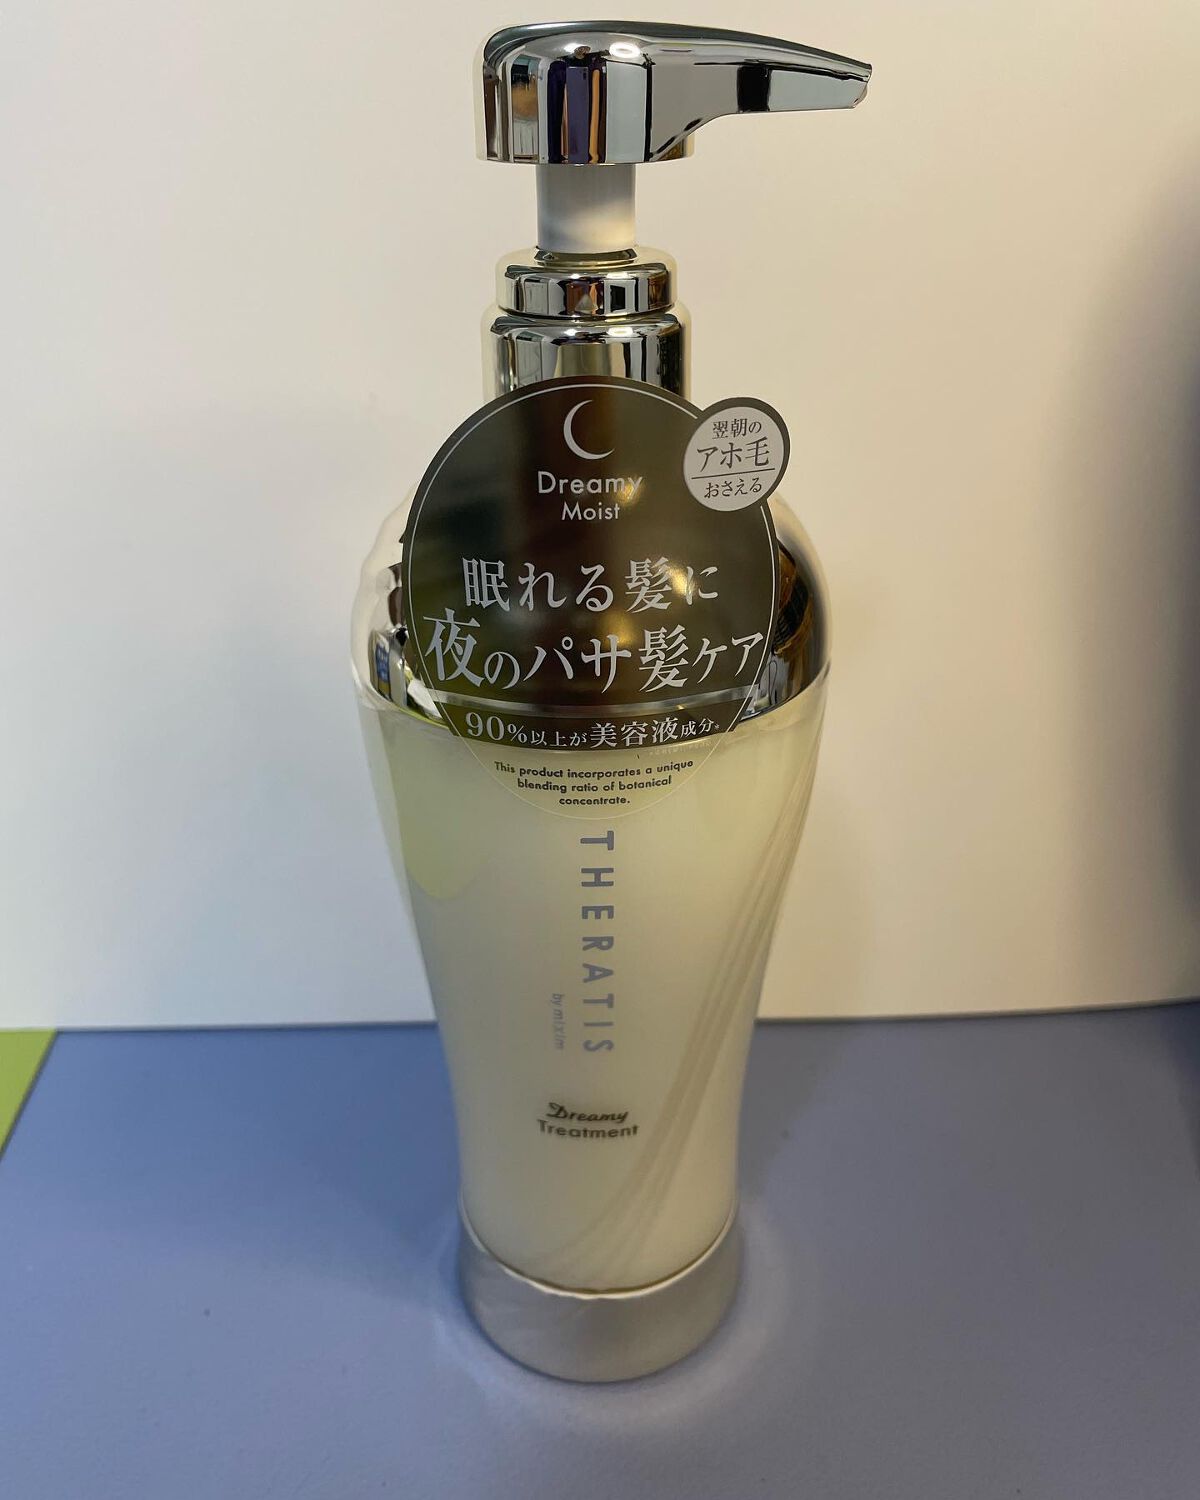 Dreamy
Moist
翌朝の
アホ毛
おさえる
眠れる髪に
夜のパサ髪ケア
90%以上が美容液成分*
This product incorporates a unique
blending ratio of botanical
concentrate.
THERATIS
by mixim
Dreamy
Treatment